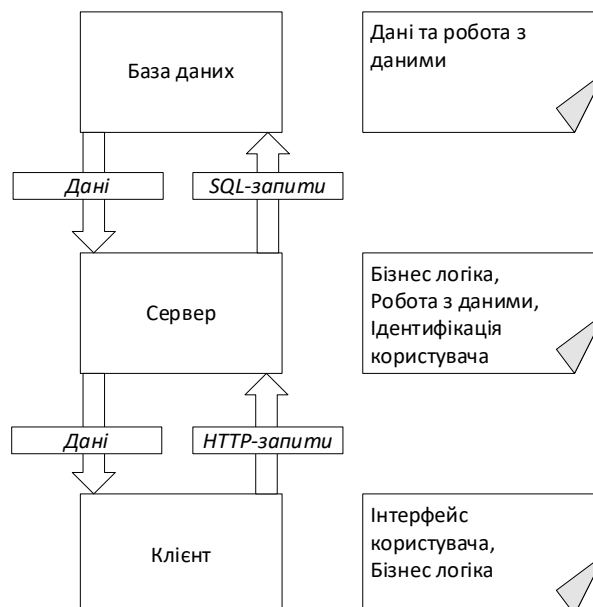 База даних
Дані та робота з
даними
Дані
SQL-запити
Сервер
Бізнес логіка,
Робота з даними,
Ідентифікація
користувача
Дані
HTTP-запити
Клієнт
Інтерфейс
користувача,
Бізнес логіка